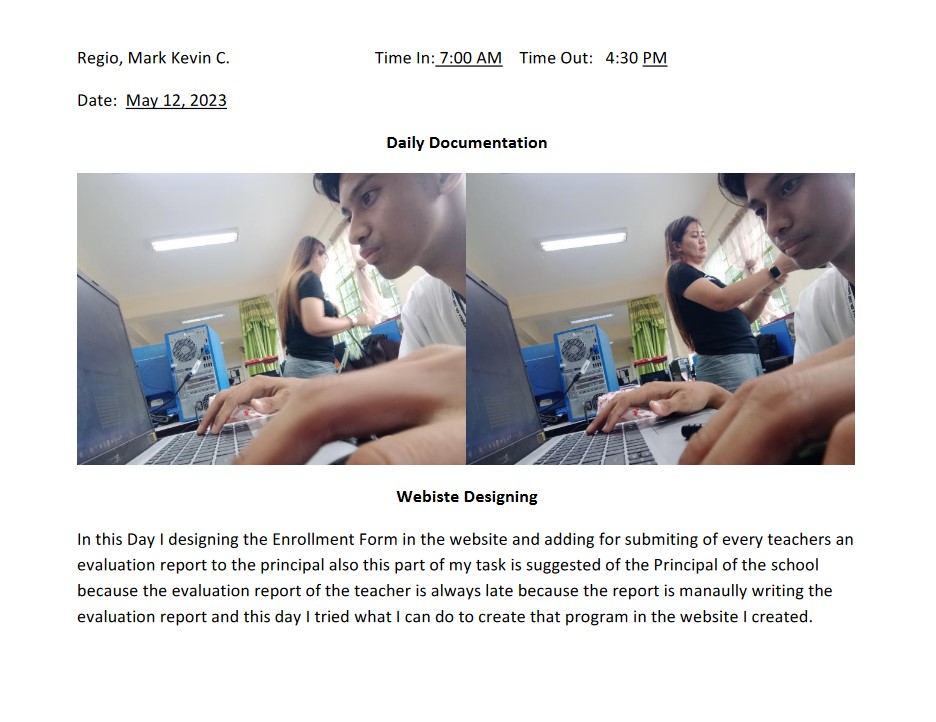 Regio, Mark Kevin C. Time In: 7:00 AM Time Out: 4:30 PM
Date: May 12, 2023
Daily Documentation
Webiste Designing
In this Day I designing the Enrollment Form in the website and adding for submiting of every teachers an
evaluation report to the principal also this part of my task is suggested of the Principal of the school
because the evaluation report of the teacher is always late because the report is manaully writing the
evaluation report and this day I tried what I can do to create that program in the website I created.